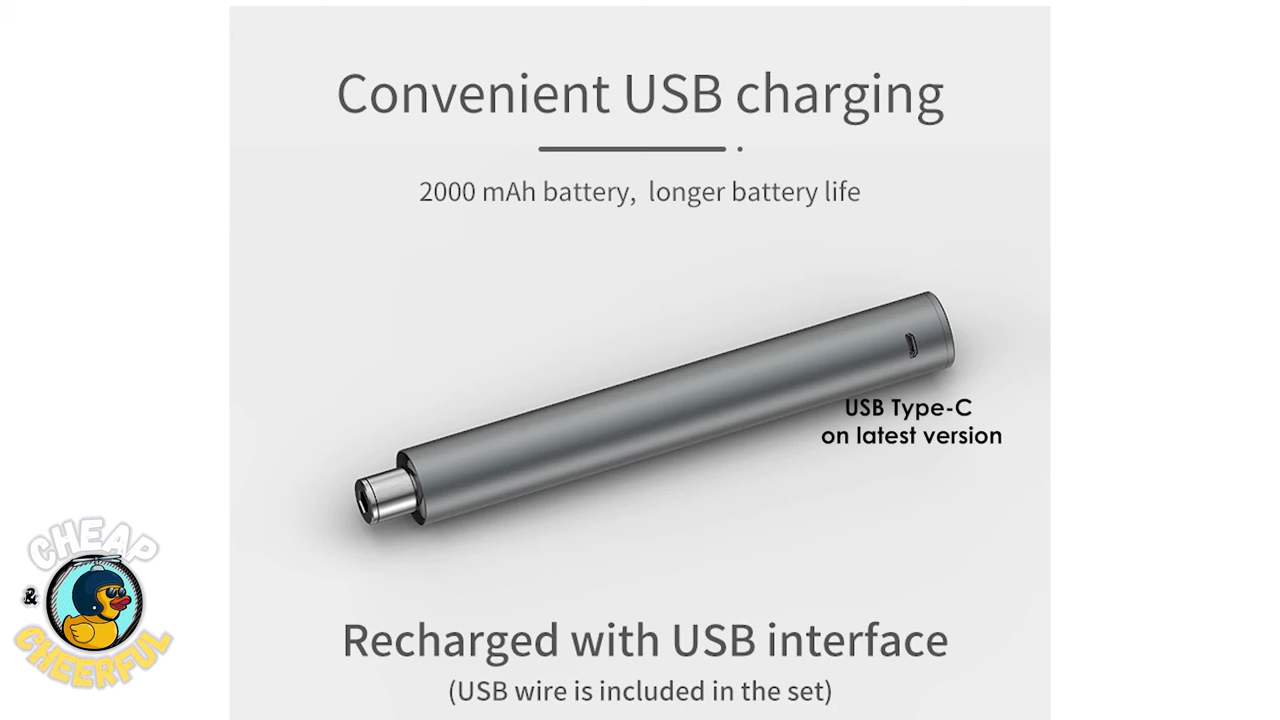 Convenient USB charging
2000 mAh battery, longer battery life
USB Type-C
on latest version
CHEAP
&
CHEERFUL
Recharged with USB interface
(USB wire is included in the set)